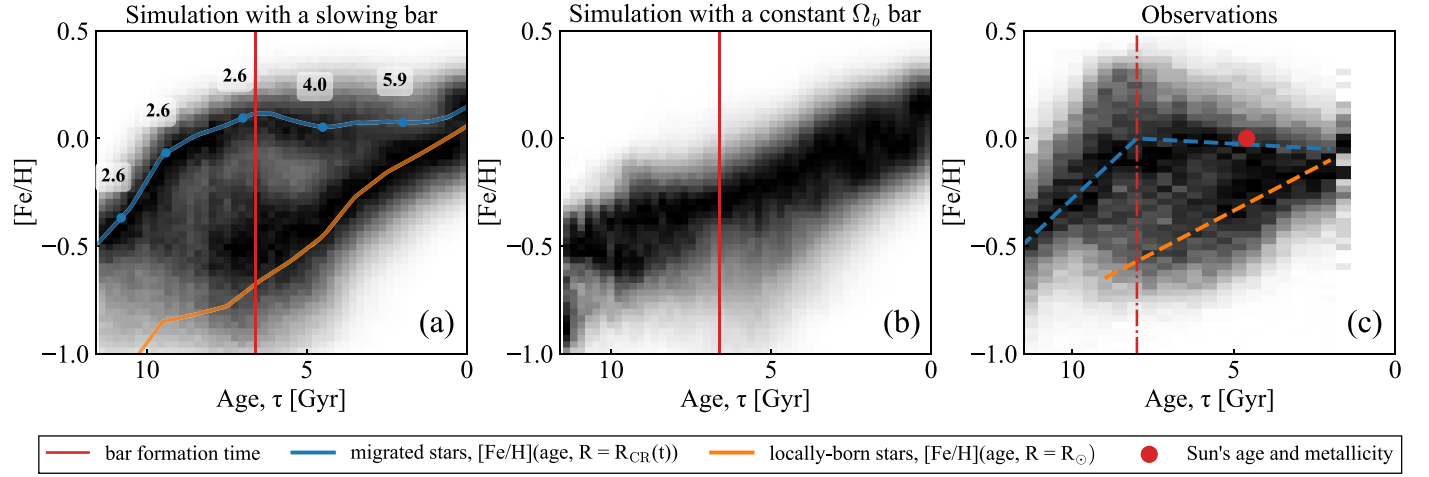 Simulation with a slowing bar
Simulation with a constant Ω_b bar
Observations
0.5
0.0
−0.5
−1.0
[Fe/H]
2.6
2.6
2.6
4.0
5.9
(a)
10
5
0
Age, τ [Gyr]
0.5
0.0
−0.5
−1.0
[Fe/H]
(b)
10
5
0
Age, τ [Gyr]
0.5
0.0
−0.5
−1.0
[Fe/H]
(c)
10
5
0
Age, τ [Gyr]
bar formation time
migrated stars, [Fe/H](age, R = R_CR(t))
locally-born stars, [Fe/H](age, R = R_⊙)
Sun's age and metallicity